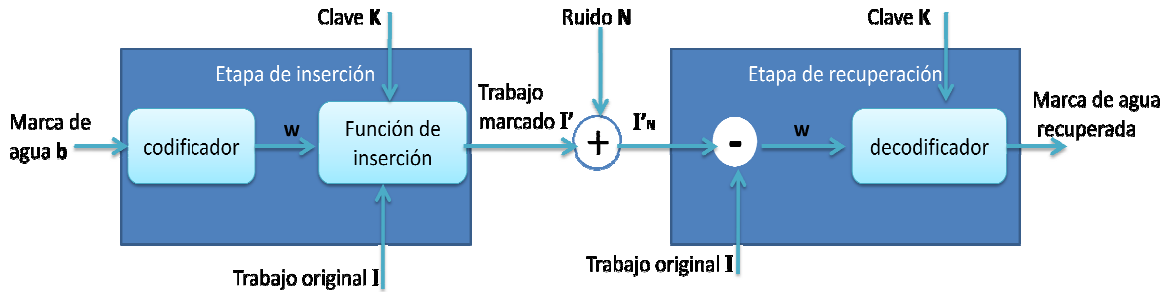 Clave K
Ruido N
Clave K
Etapa de inserción
Etapa de recuperación
Marca de
agua b
codificador
w
Función de
inserción
Trabajo
marcado I'
+
I'N
-
w
decodificador
Marca de agua
recuperada
Trabajo original I
Trabajo original I